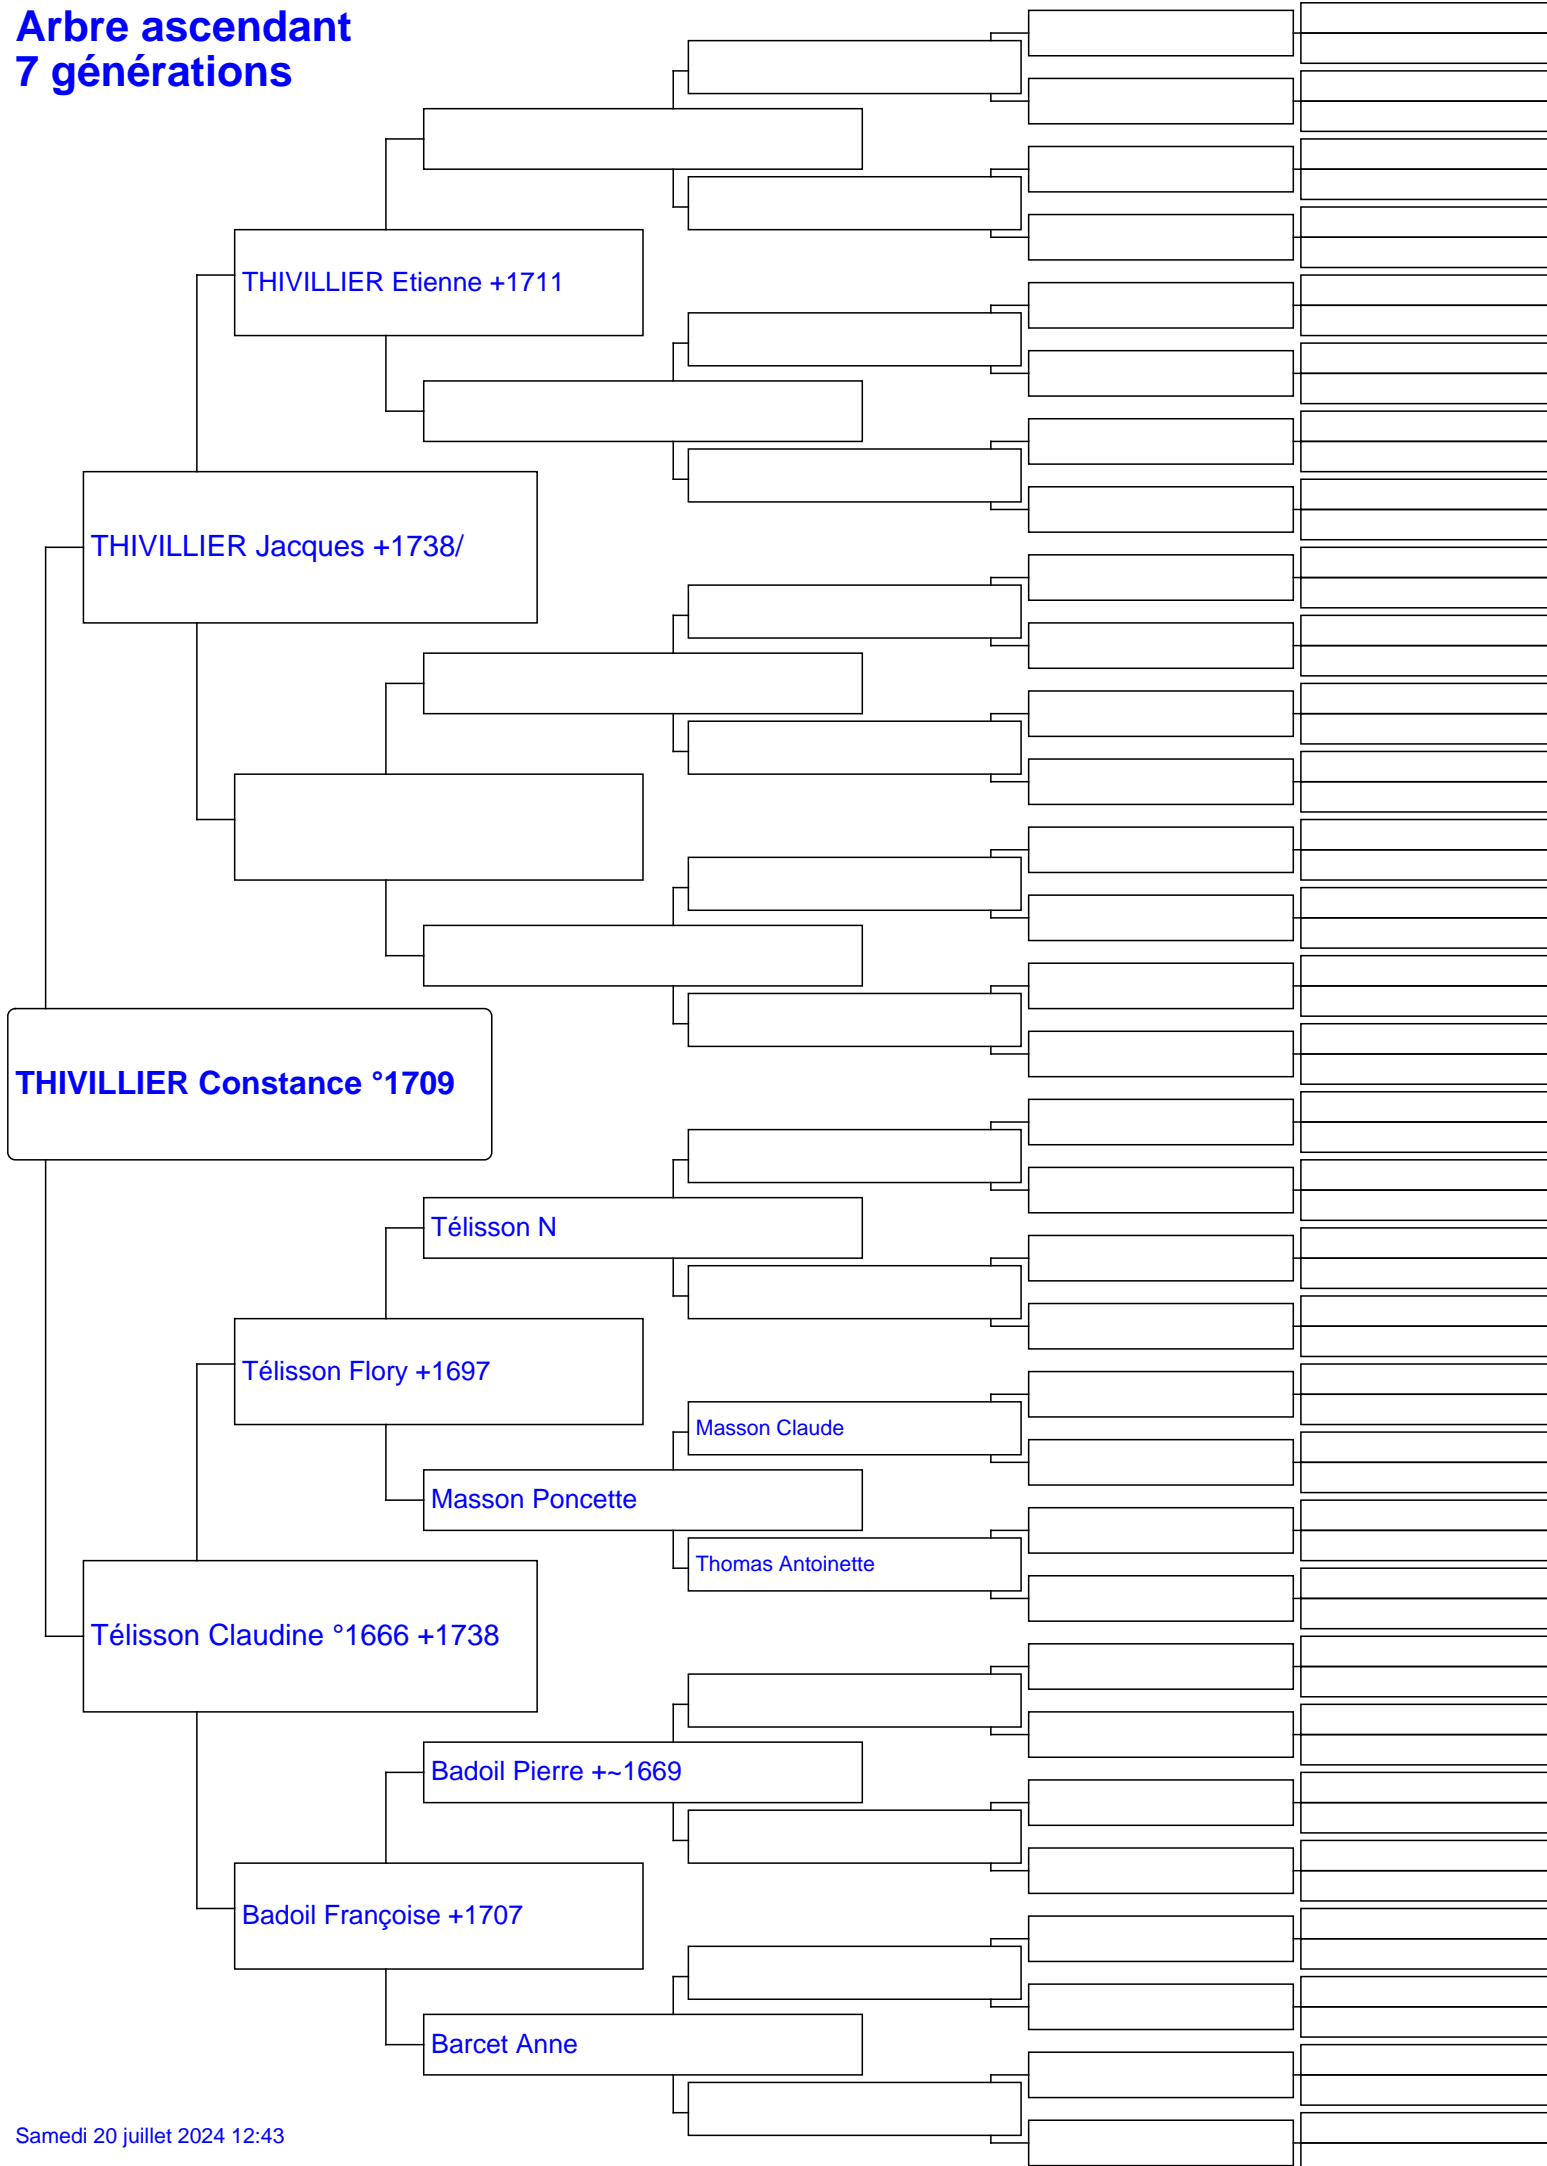 Arbre ascendant
7 générations
THIVILLIER Etienne +1711
THIVILLIER Jacques +1738/
THIVILLIER Constance °1709
Télisson N
Télisson Flory +1697
Masson Claude
Masson Poncette
Thomas Antoinette
Télisson Claudine °1666 +1738
Badoil Pierre +~1669
Badoil Françoise +1707
Barcet Anne
Samedi 20 juillet 2024 12:43